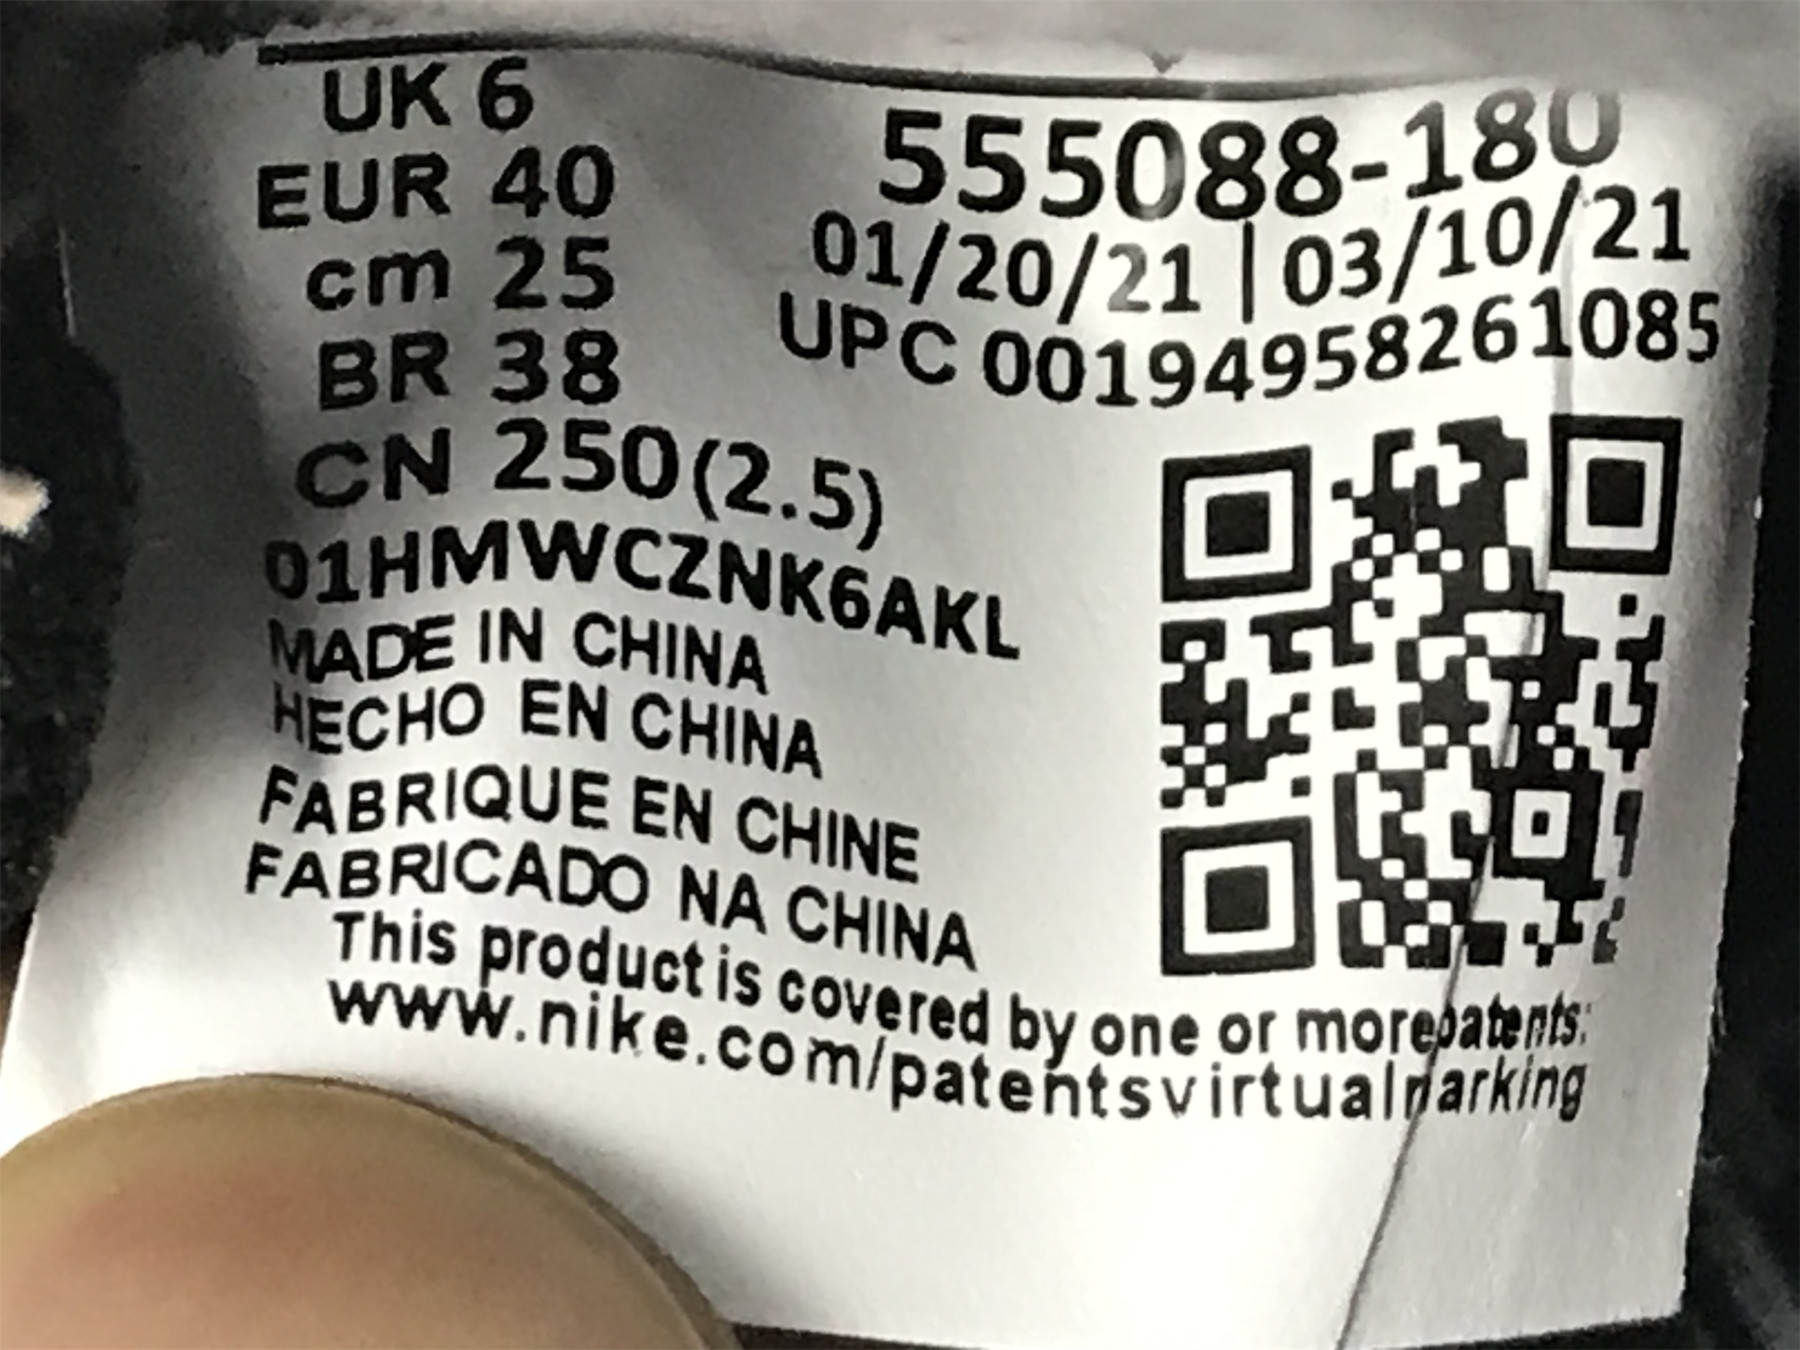 UK 6
EUR 40
cm 25
BR 38
CN 250(2.5)
01HMWCZNK6AKL
MADE IN CHINA
HECHO EN CHINA
FABRIQUE EN CHINE
FABRICADO NA CHINA
This product is covered by one or more patents:
www.nike.com/patentsvirtualmarking
555088-180
01/20/21 | 03/10/21
UPC 00194958261085